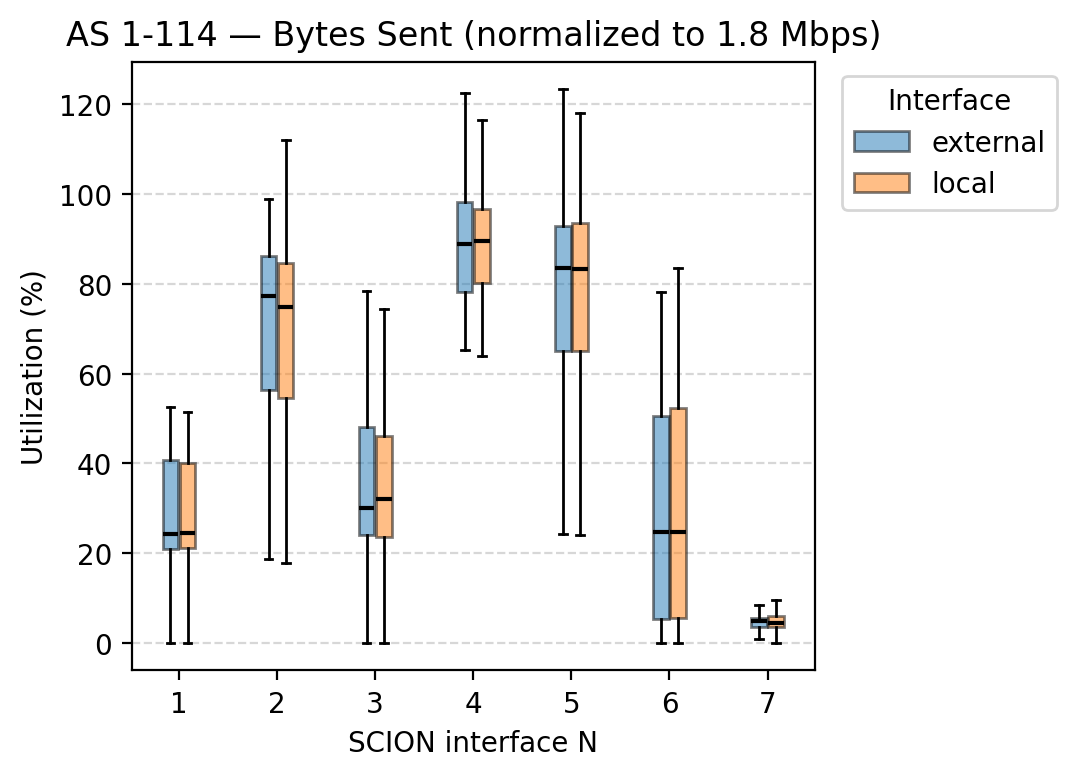 AS 1-114 — Bytes Sent (normalized to 1.8 Mbps)
Interface
external
local
Utilization (%)
120
100
80
60
40
20
0
1 2 3 4 5 6 7
SCION interface N